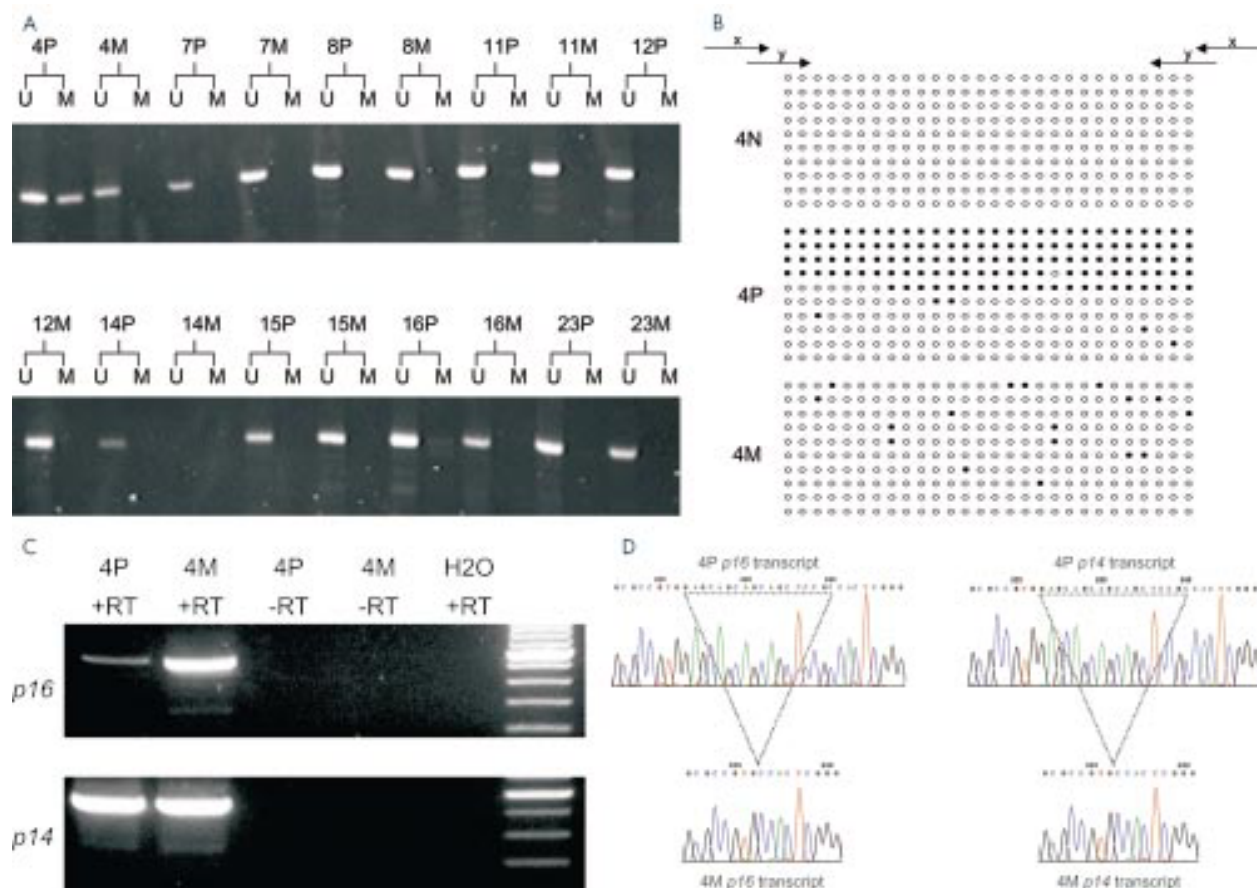 A
4P 4M 7P 7M 8P 8M 11P 11M 12P
U M U M U M U M U M U M U M U M U M
12M 14P 14M 15P 15M 16P 16M 23P 23M
U M U M U M U M U M U M U M U M U M
B
x x
y y
4N
4P
4M
C
4P 4M 4P 4M H2O
+RT +RT -RT -RT +RT
p16
p14
D
4P p16 transcript 4P p14 transcript
4M p16 transcript 4M p14 transcript